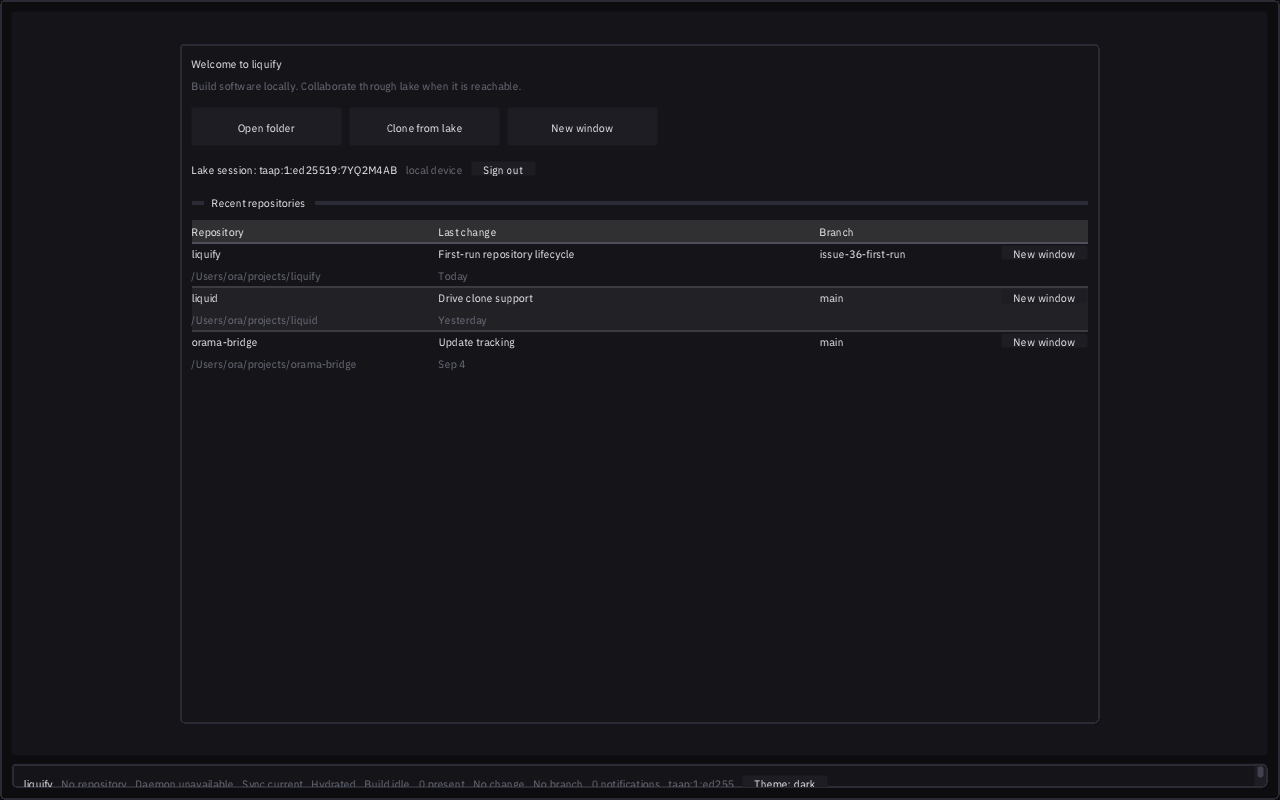 Welcome to liquify
Build software locally. Collaborate through lake when it is reachable.
Open folder Clone from lake New window
Lake session: taap:1:ed25519:7YQ2M4AB local device Sign out
Recent repositories
Repository Last change Branch
liquify First-run repository lifecycle issue-36-first-run New window
/Users/ora/projects/liquify Today
liquid Drive clone support main New window
/Users/ora/projects/liquid Yesterday
orama-bridge Update tracking main New window
/Users/ora/projects/orama-bridge Sep 4
liquify No repository Daemon unavailable Sync current Hydrated Build idle 0 present No change No branch 0 notifications taap:1:ed255 Theme: dark